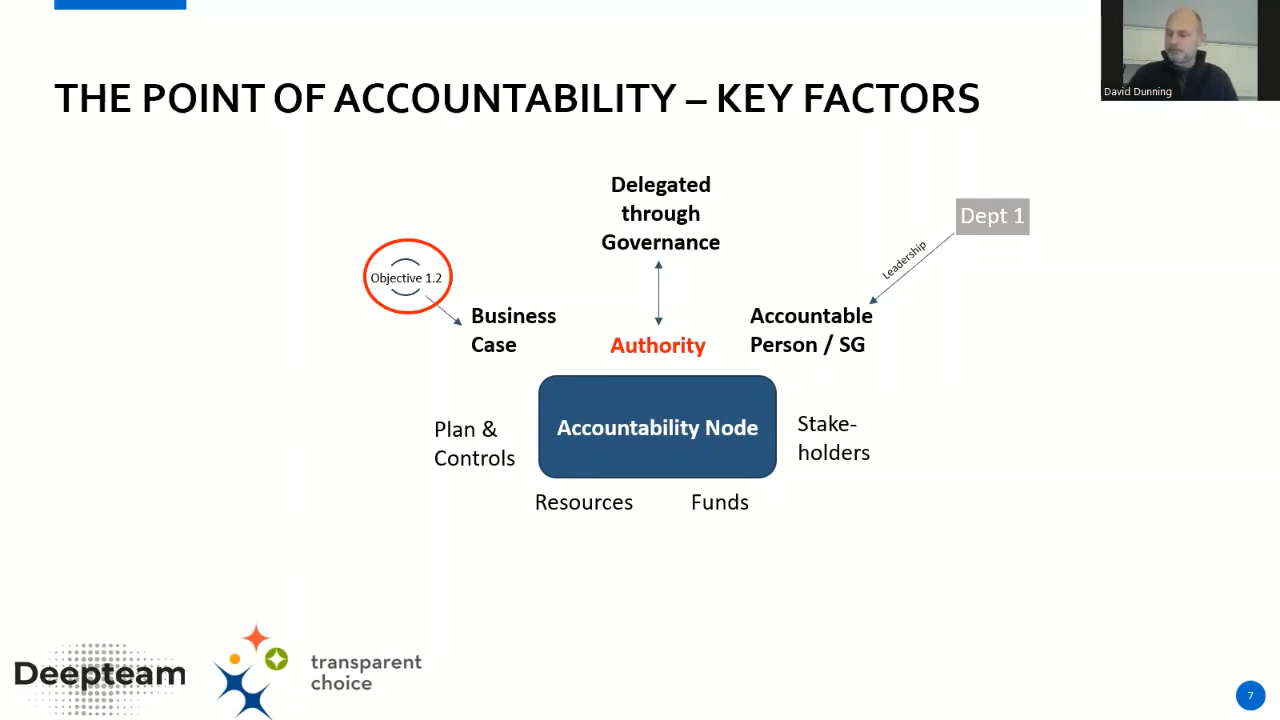 David Dunning
THE POINT OF ACCOUNTABILITY – KEY FACTORS
Delegated
through
Governance
Dept 1
Leadership
Objective 1.2
Business
Case
Authority
Accountable
Person / SG
Accountability Node
Plan &
Controls
Stake-
holders
Resources
Funds
Deepteam
transparent
choice
7